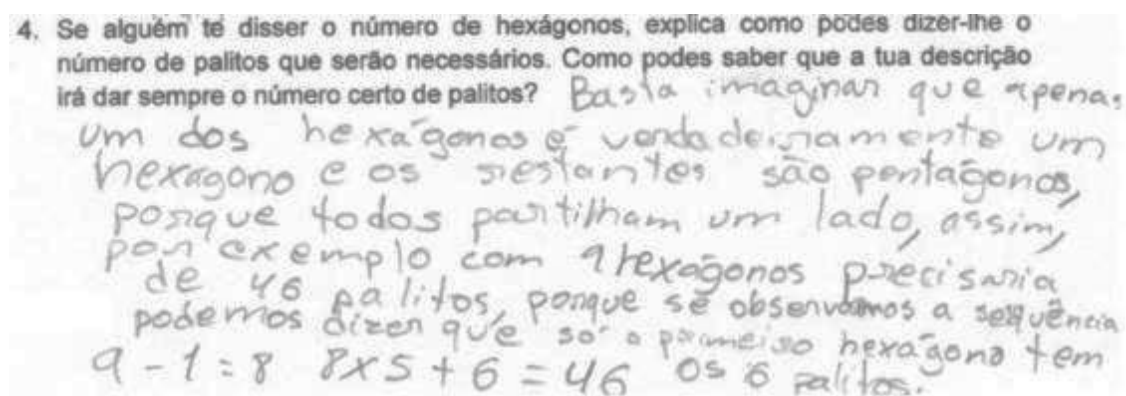 4. Se alguém te disser o número de hexágonos, explica como podes dizer-lhe o
número de palitos que serão necessários. Como podes saber que a tua descrição
irá dar sempre o número certo de palitos? Basta imaginar que apenas
um dos hexágonos é verdadeiramente um
hexagono e os restantes são pentágonos,
porque todos partilham um lado, assim,
por exemplo com 9 hexágonos precisaria
de 46 palitos, porque se observarmos a sequência
podemos dizer que só o primeiro hexágono tem
9 - 1 = 8 8x5 + 6 = 46 os 6 palitos.